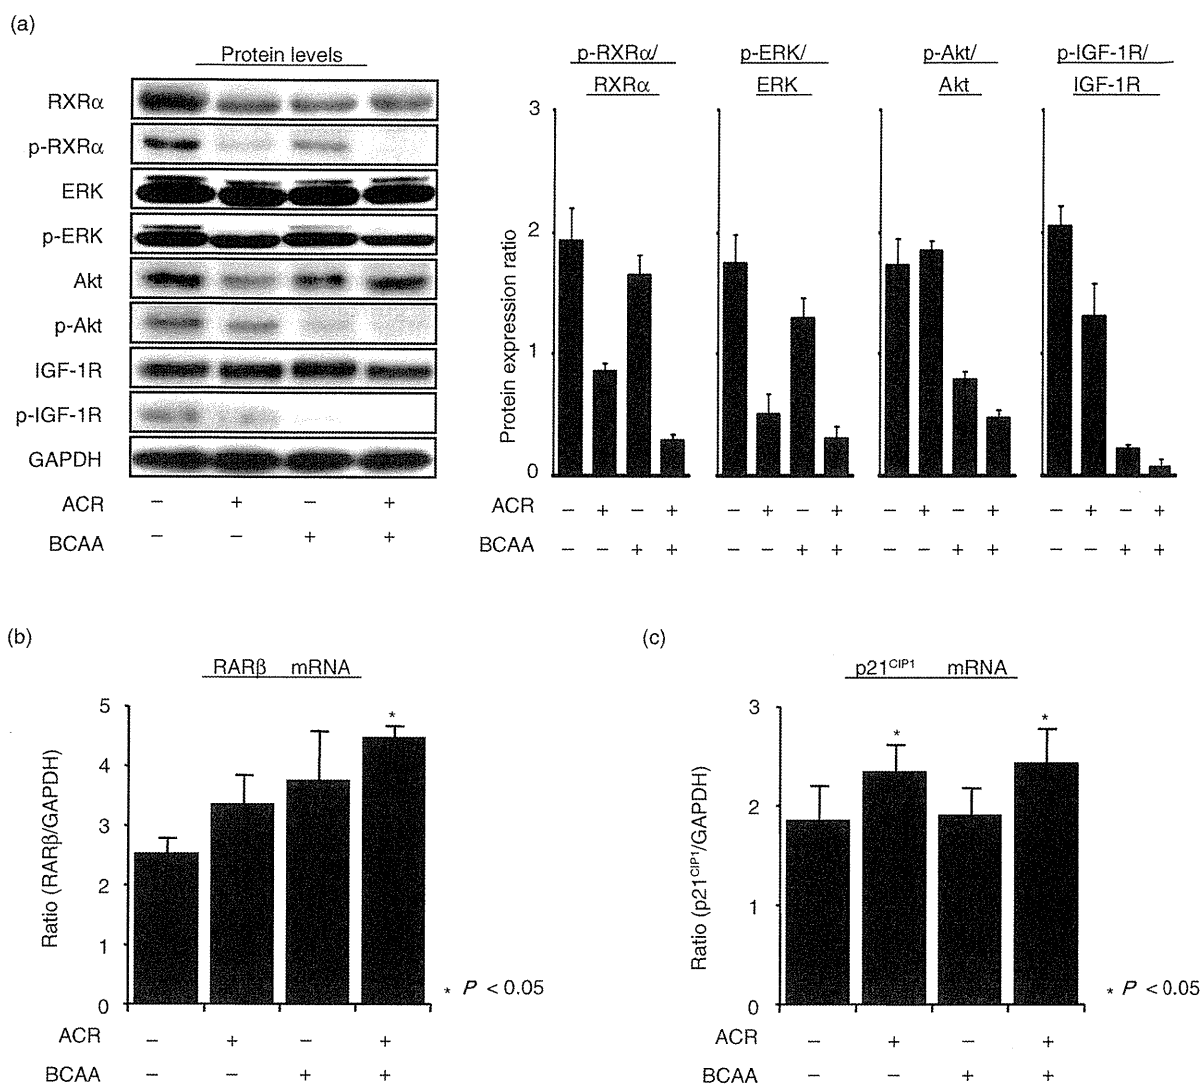 (a)
Protein levels
RXRα
p-RXRα
ERK
p-ERK
Akt
p-Akt
IGF-1R
p-IGF-1R
GAPDH
ACR − + − +
BCAA − − + +
p-RXRα/ p-ERK/ p-Akt/ p-IGF-1R/
RXRα ERK Akt IGF-1R
Protein expression ratio
3
2
1
0
ACR − + − + − + − + − + − + − + − +
BCAA − − + + − − + + − − + + − − + +
(b)
RARβ mRNA
Ratio (RARβ/GAPDH)
5
4
3
2
1
0
*
* P < 0.05
ACR − + − +
BCAA − − + +
(c)
p21CIP1 mRNA
Ratio (p21CIP1/GAPDH)
3
2
1
0
* *
* P < 0.05
ACR − + − +
BCAA − − + +